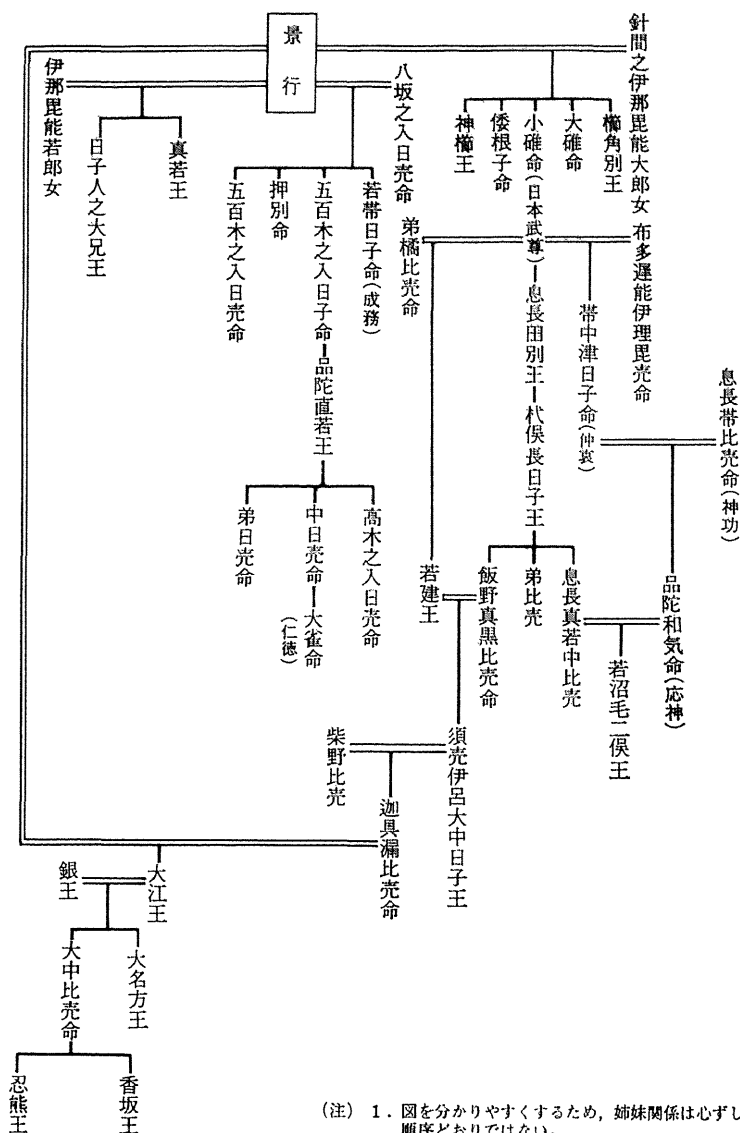 景行
針間之伊那毘能大郎女
八坂之入日売命
伊那毘能若郎女
櫛角別王
大碓命
小碓命(日本武尊)
倭根子命
神櫛王
真若王
日子人之大兄王
若帯日子命(成務)
五百木之入日子命
押別命
五百木之入日売命
布多遅能伊理毘売命
弟橘比売命
帯中津日子命(仲哀)
息長田別王
杙俣長日子王
息長帯比売命(神功)
品陀直若王
高木之入日売命
中日売命
弟日売命
大雀命
(仁徳)
品陀和気命(応神)
息長真若中比売
弟比売
飯野真黒比売命
若建王
若沼毛二俣王
須売伊呂大中日子王
柴野比売
迦具漏比売命
大江王
銀王
大名方王
大中比売命
香坂王
忍熊王
(注) 1.図を分かりやすくするため,姉妹関係は必ずし
順序どおりではない。